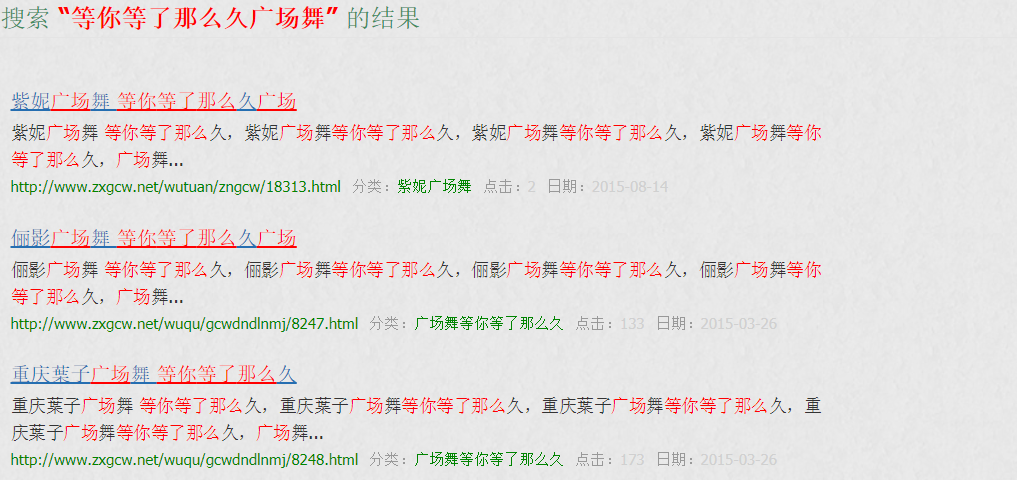 搜索 “等你等了那么久广场舞” 的结果
紫妮广场舞 等你等了那么久广场
紫妮广场舞 等你等了那么久，紫妮广场舞等你等了那么久，紫妮广场舞等你等了那么久，紫妮广场舞等你
等了那么久，广场舞...
http://www.zxgcw.net/wutuan/zngcw/18313.html 分类：紫妮广场舞 点击：2 日期：2015-08-14
俪影广场舞 等你等了那么久广场
俪影广场舞 等你等了那么久，俪影广场舞等你等了那么久，俪影广场舞等你等了那么久，俪影广场舞等你
等了那么久，广场舞...
http://www.zxgcw.net/wuqu/gcwdndlnmj/8247.html 分类：广场舞等你等了那么久 点击：133 日期：2015-03-26
重庆葉子广场舞 等你等了那么久
重庆葉子广场舞 等你等了那么久，重庆葉子广场舞等你等了那么久，重庆葉子广场舞等你等了那么久，重
庆葉子广场舞等你等了那么久，广场舞...
http://www.zxgcw.net/wuqu/gcwdndlnmj/8248.html 分类：广场舞等你等了那么久 点击：173 日期：2015-03-26